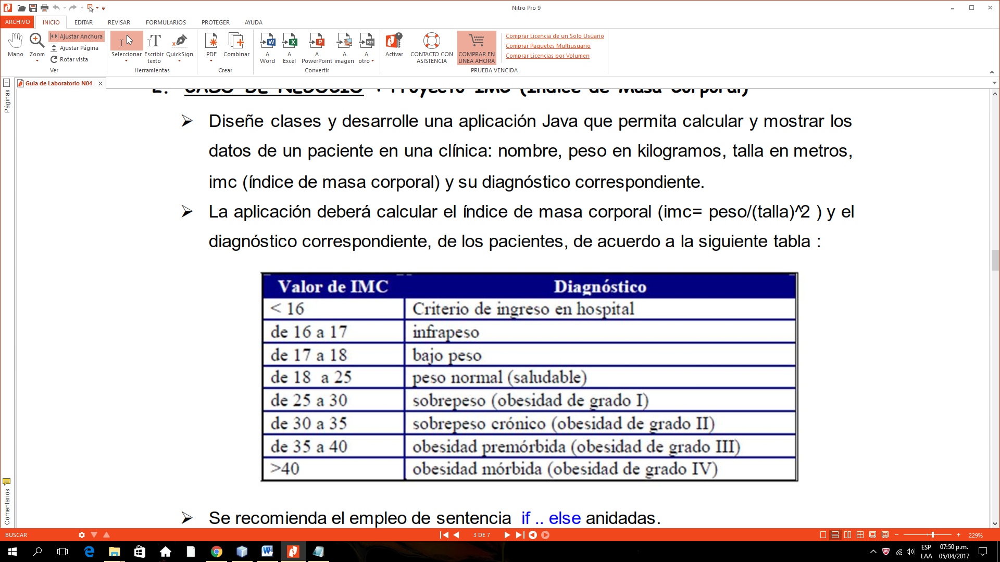 Nitro Pro 9
ARCHIVO INICIO EDITAR REVISAR FORMULARIOS PROTEGER AYUDA
Mano
Zoom
Ajustar Anchura
Ajustar Página
Rotar vista
Ver
Seleccionar
Escribir texto
QuickSign
Herramientas
PDF
Combinar
Crear
A Word
A Excel
A PowerPoint
A imagen
A otro
Convertir
Activar
CONTACTO CON ASISTENCIA
COMPRAR EN LINEA AHORA
Comprar Licencia de un Solo Usuario
Comprar Paquetes Multiusuario
Comprar Licencias por Volumen
PRUEBA VENCIDA
Guia de Laboratorio N04
Páginas
2. CASO DE NEGOCIO : Proyecto IMC (Indice de Masa Corporal)
Diseñe clases y desarrolle una aplicación Java que permita calcular y mostrar los
datos de un paciente en una clínica: nombre, peso en kilogramos, talla en metros,
imc (índice de masa corporal) y su diagnóstico correspondiente.
La aplicación deberá calcular el índice de masa corporal (imc= peso/(talla)^2 ) y el
diagnóstico correspondiente, de los pacientes, de acuerdo a la siguiente tabla :
Valor de IMC Diagnóstico
< 16 Criterio de ingreso en hospital
de 16 a 17 infrapeso
de 17 a 18 bajo peso
de 18 a 25 peso normal (saludable)
de 25 a 30 sobrepeso (obesidad de grado I)
de 30 a 35 sobrepeso crónico (obesidad de grado II)
de 35 a 40 obesidad premórbida (obesidad de grado III)
>40 obesidad mórbida (obesidad de grado IV)
Se recomienda el empleo de sentencia if .. else anidadas.
Comentarios
BUSCAR
3 DE 7
229%
ESP
LAA
07:50 p.m.
05/04/2017